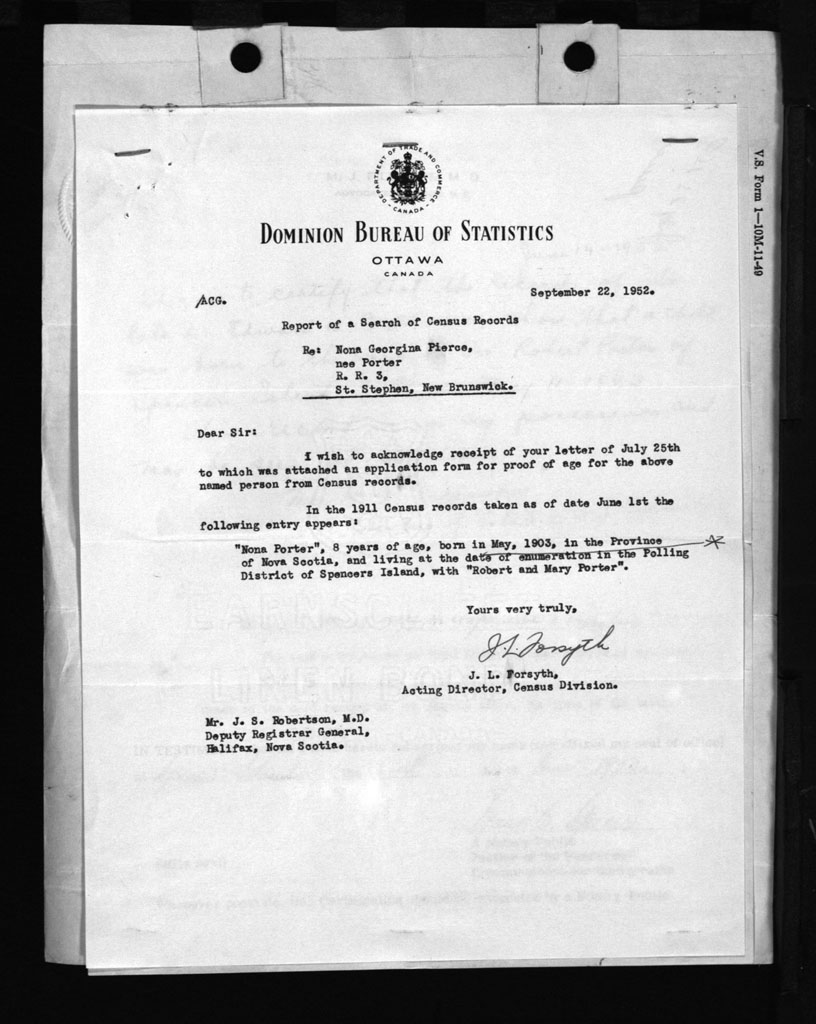 V.S. Form 1—10M-11-49
DEPARTMENT OF TRADE AND COMMERCE
CANADA
DOMINION BUREAU OF STATISTICS
OTTAWA
CANADA
/ACG.
September 22, 1952.
Report of a Search of Census Records
Re: Nona Georgina Pierce,
nee Porter
R. R. 3,
St. Stephen, New Brunswick.
Dear Sir:
I wish to acknowledge receipt of your letter of July 25th
to which was attached an application form for proof of age for the above
named person from Census records.
In the 1911 Census records taken as of date June 1st the
following entry appears:
"Nona Porter", 8 years of age, born in May, 1903, in the Province
of Nova Scotia, and living at the date of enumeration in the Polling
District of Spencers Island, with "Robert and Mary Porter".
Yours very truly,
J. L. Forsyth
J. L. Forsyth,
Acting Director, Census Division.
Mr. J. S. Robertson, M.D.
Deputy Registrar General,
Halifax, Nova Scotia.